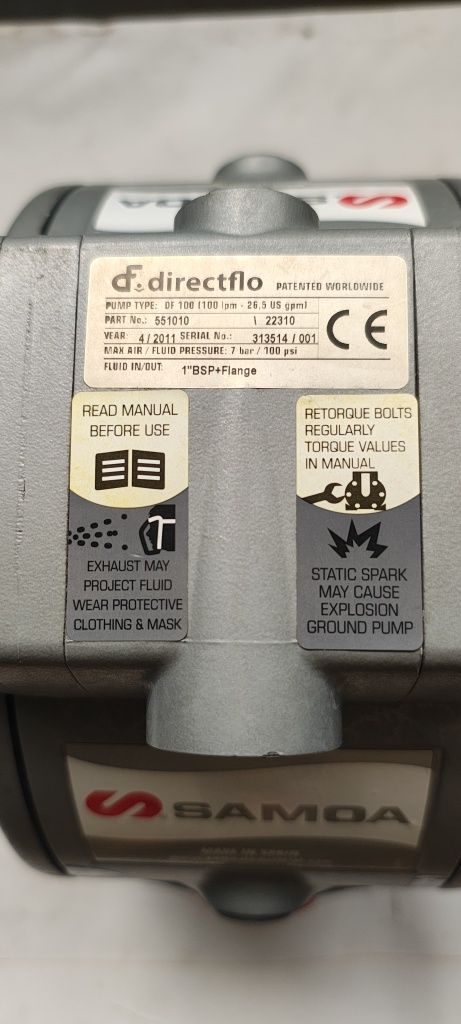 SAMOA
df. directflo PATENTED WORLDWIDE
PUMP TYPE: DF 100 (100 lpm - 26,5 US gpm)
PART No.: 551010 \ 22310
YEAR: 4/2011 SERIAL No.: 313514 / 001
MAX AIR / FLUID PRESSURE: 7 bar / 100 psi
FLUID IN/OUT: 1"BSP+Flange
CE
READ MANUAL
BEFORE USE
EXHAUST MAY
PROJECT FLUID
WEAR PROTECTIVE
CLOTHING & MASK
RETORQUE BOLTS
REGULARLY
TORQUE VALUES
IN MANUAL
STATIC SPARK
MAY CAUSE
EXPLOSION
GROUND PUMP
SAMOA
MADE IN SPAIN